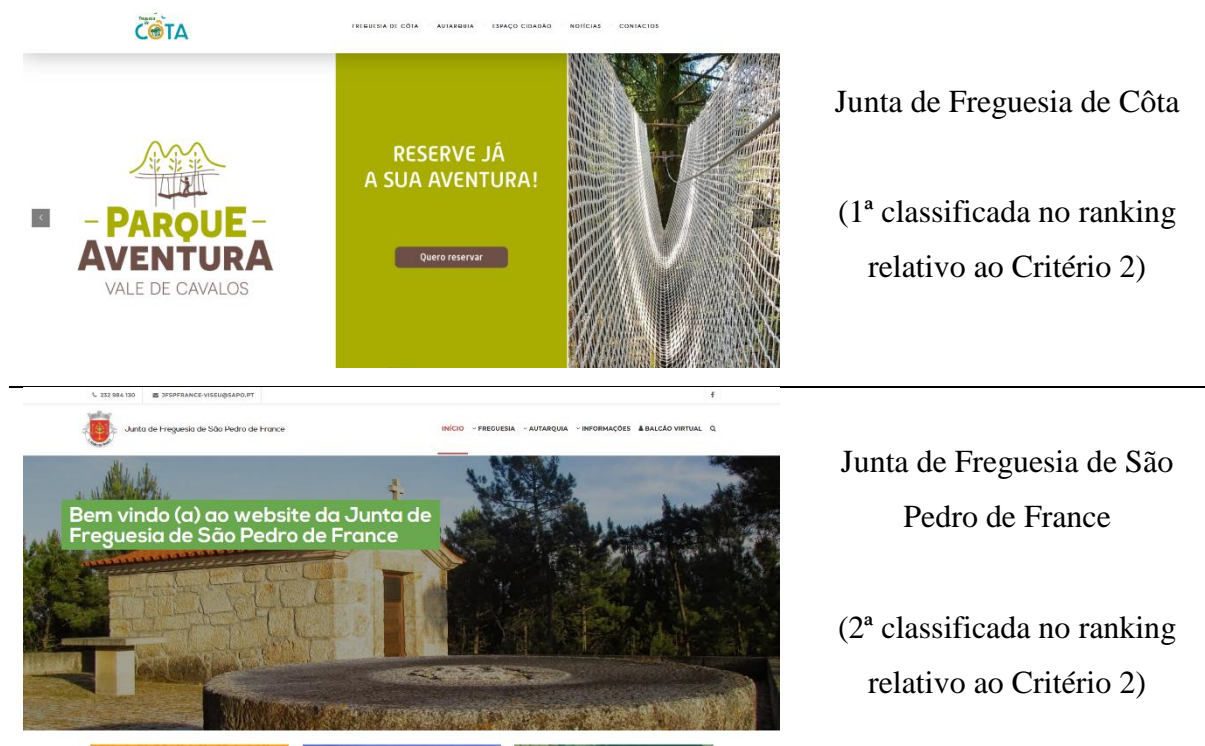 freguesia de
CÔTA
FREGUESIA DE CÔTA AUTARQUIA ESPAÇO CIDADÃO NOTÍCIAS CONTACTOS
RESERVE JÁ
A SUA AVENTURA!
Quero reservar
- PARQUE -
AVENTURA
VALE DE CAVALOS
Junta de Freguesia de Côta
(1ª classificada no ranking
relativo ao Critério 2)
232 984 130 JFSPFRANCE-VISEU@SAPO.PT
Junta de Freguesia de São Pedro de France
INÍCIO FREGUESIA AUTARQUIA INFORMAÇÕES BALCÃO VIRTUAL
Bem vindo (a) ao website da Junta de
Freguesia de São Pedro de France
Junta de Freguesia de São
Pedro de France
(2ª classificada no ranking
relativo ao Critério 2)